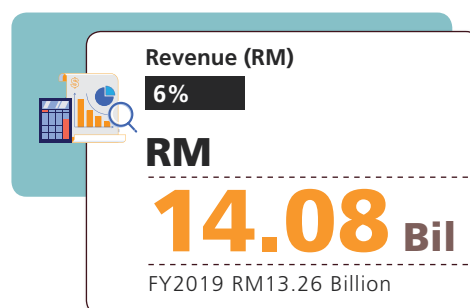 Revenue (RM)
6%
RM
14.08 Bil
FY2019 RM13.26 Billion